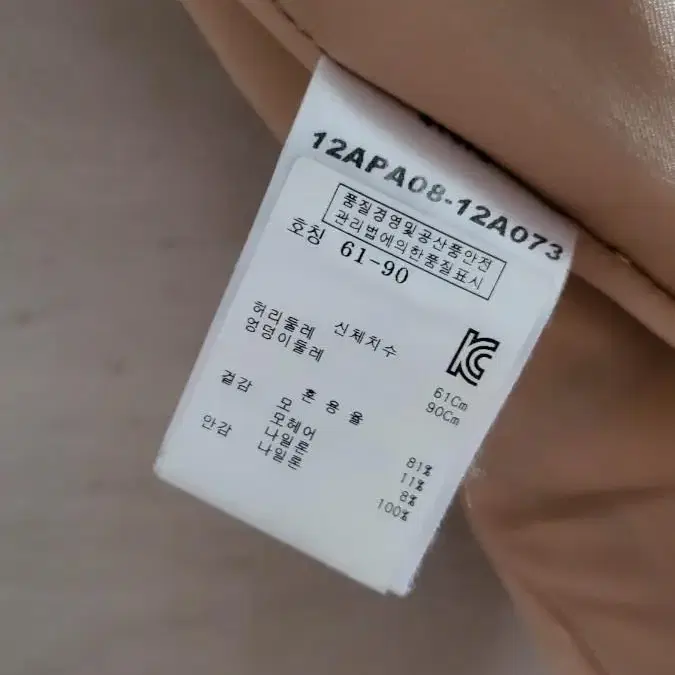 12APA08-12A073
품질경영및공산품안전
관리법에의한품질표시
호칭 61-90
신체치수
허리둘레 61Cm
엉덩이둘레 90Cm
혼용율
겉감 모 81%
모헤어 11%
나일론 8%
안감 나일론 100%